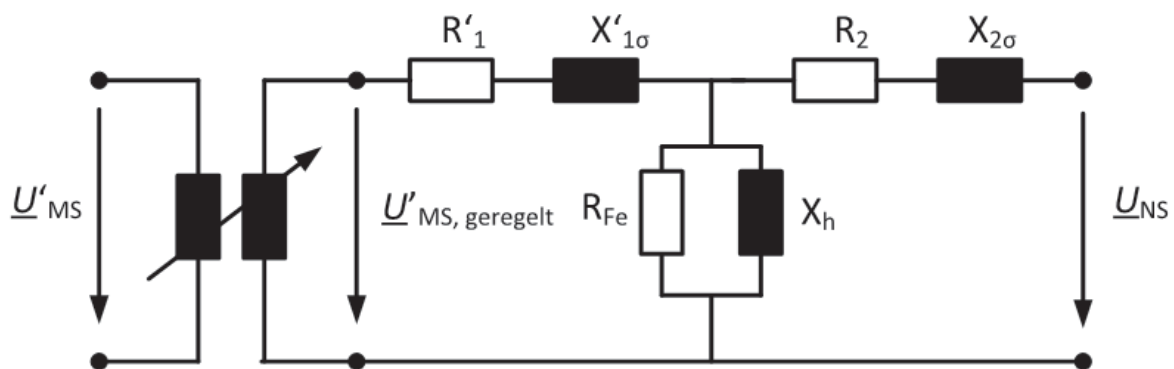 R‘₁
X‘₁σ
R₂
X₂σ
U‘MS
U’MS, geregelt
RFe
Xh
UNS